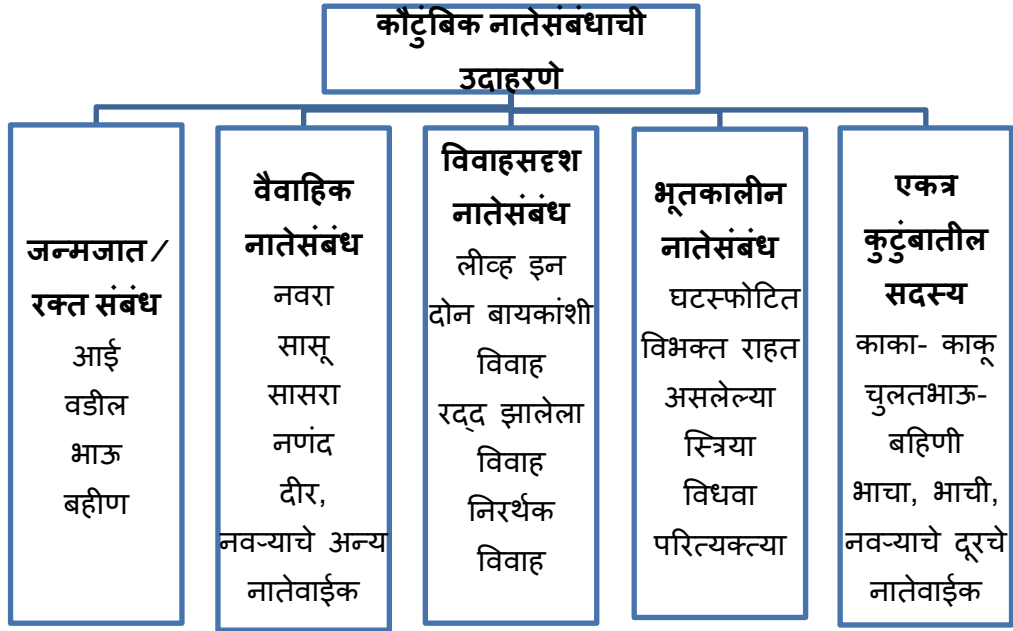 कौटुंबिक नातेसंबंधाची
उदाहरणे
जन्मजात /
रक्त संबंध
आई
वडील
भाऊ
बहीण
वैवाहिक
नातेसंबंध
नवरा
सासू
सासरा
नणंद
दीर,
नवऱ्याचे अन्य
नातेवाईक
विवाहसदृश
नातेसंबंध
लीव्ह इन
दोन बायकांशी
विवाह
रद्द झालेला
विवाह
निरर्थक
विवाह
भूतकालीन
नातेसंबंध
घटस्फोटित
विभक्त राहत
असलेल्या
स्त्रिया
विधवा
परित्यक्त्या
एकत्र
कुटुंबातील
सदस्य
काका- काकू
चुलतभाऊ-
बहिणी
भाचा, भाची,
नवऱ्याचे दूरचे
नातेवाईक